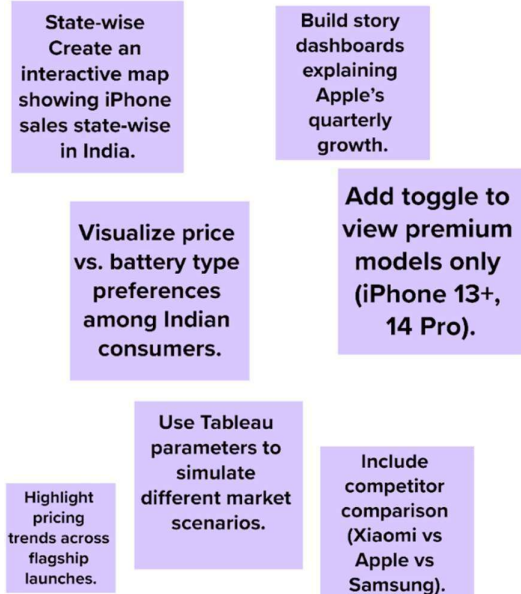 State-wise
Create an
interactive map
showing iPhone
sales state-wise
in India.
Build story
dashboards
explaining
Apple's
quarterly
growth.
Visualize price
vs. battery type
preferences
among Indian
consumers.
Add toggle to
view premium
models only
(iPhone 13+,
14 Pro).
Use Tableau
parameters to
simulate
different market
scenarios.
Highlight
pricing
trends across
flagship
launches.
Include
competitor
comparison
(Xiaomi vs
Apple vs
Samsung).